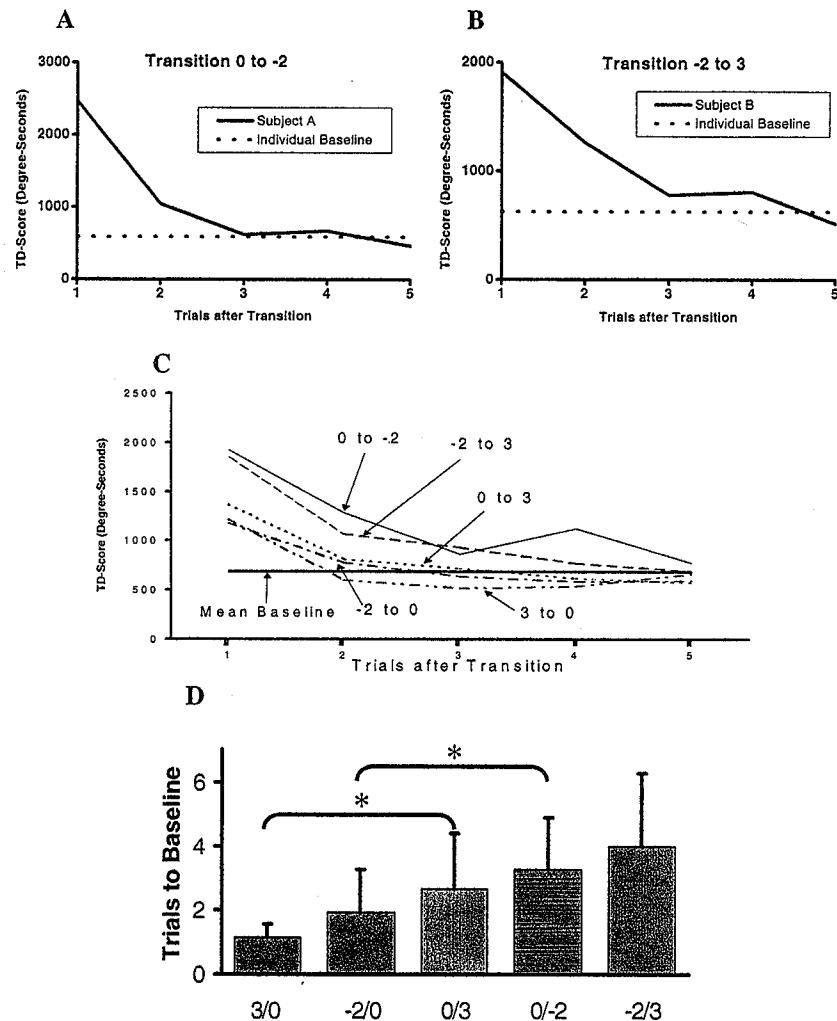 A
Transition 0 to -2
3000
2000
1000
0
TD-Score (Degree-Seconds)
Subject A
Individual Baseline
1 2 3 4 5
Trials after Transition
B
Transition -2 to 3
2000
1000
0
TD-Score (Degree-Seconds)
Subject B
Individual Baseline
1 2 3 4 5
Trials after Transition
C
2500
2000
1500
1000
500
0
TD-Score (Degree-Seconds)
0 to -2
-2 to 3
0 to 3
Mean Baseline
-2 to 0
3 to 0
1 2 3 4 5
Trials after Transition
D
6
4
2
0
Trials to Baseline
*
*
3/0 -2/0 0/3 0/-2 -2/3